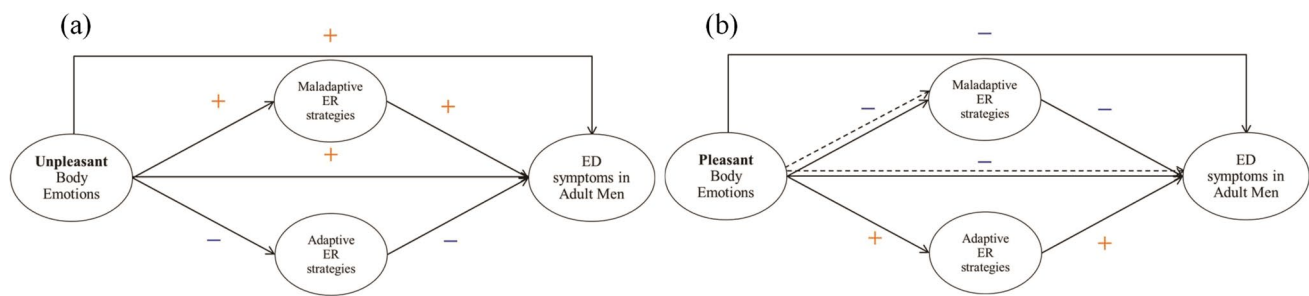 (a)
+
Maladaptive
ER
strategies
+
+
+
Unpleasant
Body
Emotions
ED
symptoms in
Adult Men
−
Adaptive
ER
strategies
−
(b)
−
Maladaptive
ER
strategies
−
−
−
Pleasant
Body
Emotions
ED
symptoms in
Adult Men
+
Adaptive
ER
strategies
+